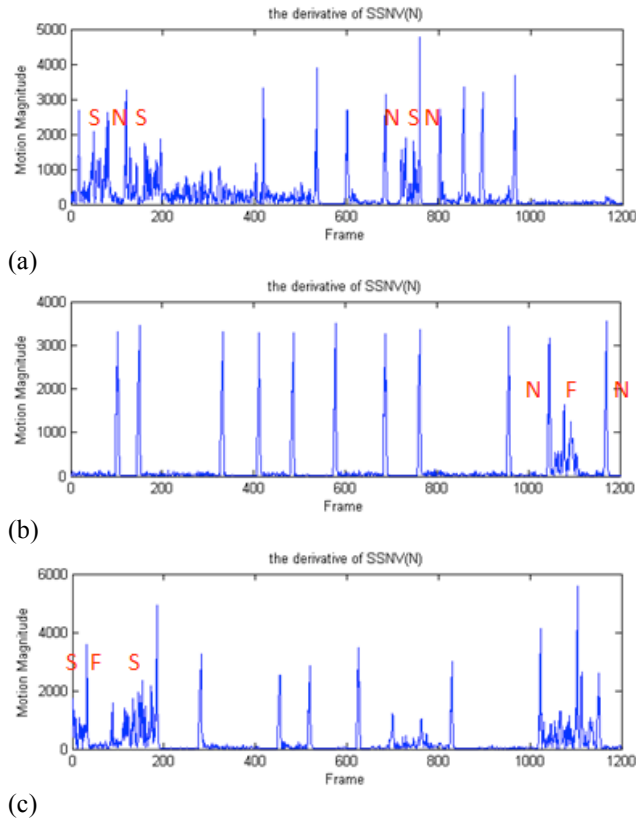 the derivative of SSNV(N)
5000
4000
3000
2000
1000
0
Motion Magnitude
S N S
N S N
0 200 400 600 800 1000 1200
Frame
(a)
the derivative of SSNV(N)
4000
3000
2000
1000
0
Motion Magnitude
N F N
0 200 400 600 800 1000 1200
Frame
(b)
the derivative of SSNV(N)
6000
4000
2000
0
Motion Magnitude
S F S
0 200 400 600 800 1000 1200
Frame
(c)